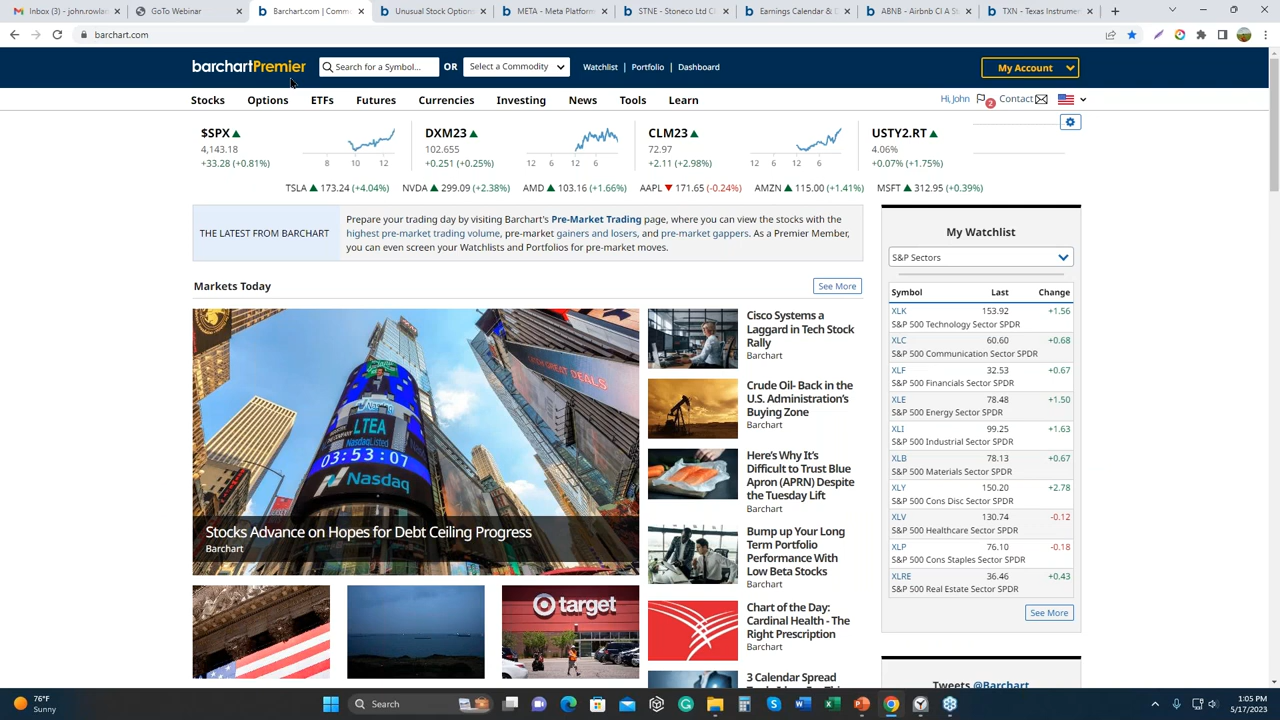 Inbox (3) - john.rowla
GoTo Webinar
Barchart.com | Comm
Unusual Stock Option
META - Meta Platform
STNE - Stoneco Ltd C
Earnings Calendar & D
ABNB - Airbnb Cl A St
TXN - Texas Instrumen
barchart.com
barchartPremier
Search for a Symbol...
OR
Select a Commodity
Watchlist
Portfolio
Dashboard
My Account
Stocks
Options
ETFs
Futures
Currencies
Investing
News
Tools
Learn
Hi, John
2
Contact
$SPX
4,143.18
+33.28 (+0.81%)
8 10 12
DXM23
102.655
+0.251 (+0.25%)
12 6 12 6
CLM23
72.97
+2.11 (+2.98%)
12 6 12 6
USTY2.RT
4.06%
+0.07% (+1.75%)
TSLA 173.24 (+4.04%) NVDA 299.09 (+2.38%) AMD 103.16 (+1.66%) AAPL 171.65 (-0.24%) AMZN 115.00 (+1.41%) MSFT 312.95 (+0.39%)
THE LATEST FROM BARCHART
Prepare your trading day by visiting Barchart's Pre-Market Trading page, where you can view the stocks with the
highest pre-market trading volume, pre-market gainers and losers, and pre-market gappers. As a Premier Member,
you can even screen your Watchlists and Portfolios for pre-market moves.
Markets Today
See More
LTEA
NasdaqListed
03:53:07
Nasdaq
GREAT DEALS
Stocks Advance on Hopes for Debt Ceiling Progress
Barchart
Cisco Systems a
Laggard in Tech Stock
Rally
Barchart
Crude Oil- Back in the
U.S. Administration's
Buying Zone
Barchart
Here's Why It's
Difficult to Trust Blue
Apron (APRN) Despite
the Tuesday Lift
Barchart
Bump up Your Long
Term Portfolio
Performance With
Low Beta Stocks
Barchart
Chart of the Day:
Cardinal Health - The
Right Prescription
Barchart
3 Calendar Spread
target
My Watchlist
S&P Sectors
Symbol Last Change
XLK 153.92 +1.56
S&P 500 Technology Sector SPDR
XLC 60.60 +0.68
S&P 500 Communication Sector SPDR
XLF 32.53 +0.67
S&P 500 Financials Sector SPDR
XLE 78.48 +1.50
S&P 500 Energy Sector SPDR
XLI 99.25 +1.63
S&P 500 Industrial Sector SPDR
XLB 78.13 +0.67
S&P 500 Materials Sector SPDR
XLY 150.20 +2.78
S&P 500 Cons Disc Sector SPDR
XLV 130.74 -0.12
S&P 500 Healthcare Sector SPDR
XLP 76.10 -0.18
S&P 500 Cons Staples Sector SPDR
XLRE 36.46 +0.43
S&P 500 Real Estate Sector SPDR
See More
Tweets @Barchart
76°F
Sunny
Search
1:05 PM
5/17/2023